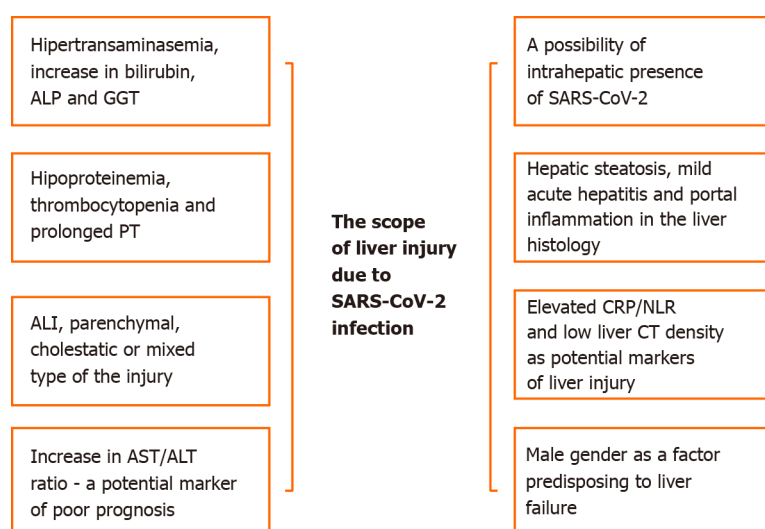 Hipertransaminasemia,
increase in bilirubin,
ALP and GGT
Hipoproteinemia,
thrombocytopenia and
prolonged PT
ALI, parenchymal,
cholestatic or mixed
type of the injury
Increase in AST/ALT
ratio - a potential marker
of poor prognosis
The scope
of liver injury
due to
SARS-CoV-2
infection
A possibility of
intrahepatic presence
of SARS-CoV-2
Hepatic steatosis, mild
acute hepatitis and portal
inflammation in the liver
histology
Elevated CRP/NLR
and low liver CT density
as potential markers
of liver injury
Male gender as a factor
predisposing to liver
failure